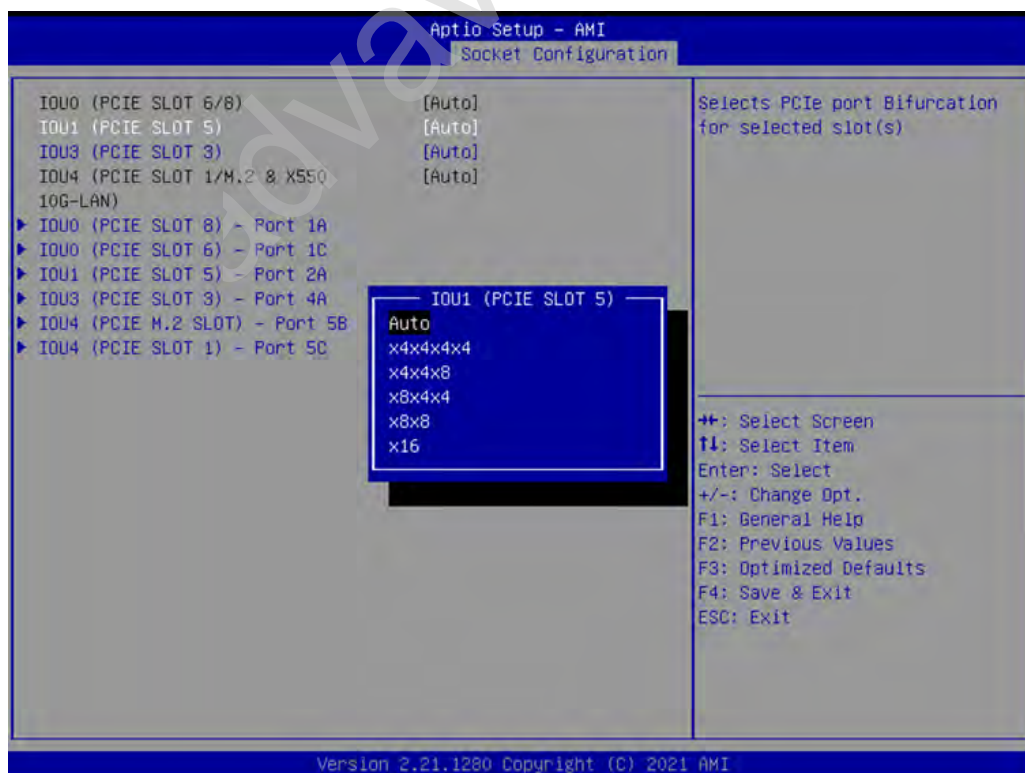 Aptio Setup – AMI
Socket Configuration
IOU0 (PCIE SLOT 6/8) [Auto]
IOU1 (PCIE SLOT 5) [Auto]
IOU3 (PCIE SLOT 3) [Auto]
IOU4 (PCIE SLOT 1/M.2 & X550 [Auto]
10G-LAN)
IOU0 (PCIE SLOT 8) – Port 1A
IOU0 (PCIE SLOT 6) – Port 1C
IOU1 (PCIE SLOT 5) – Port 2A
IOU3 (PCIE SLOT 3) – Port 4A
IOU4 (PCIE M.2 SLOT) – Port 5B
IOU4 (PCIE SLOT 1) – Port 5C
IOU1 (PCIE SLOT 5)
Auto
x4x4x4x4
x4x4x8
x8x4x4
x8x8
x16
Selects PCIe port Bifurcation
for selected slot(s)
→←: Select Screen
↑↓: Select Item
Enter: Select
+/-: Change Opt.
F1: General Help
F2: Previous Values
F3: Optimized Defaults
F4: Save & Exit
ESC: Exit
Version 2.21.1280 Copyright (C) 2021 AMI